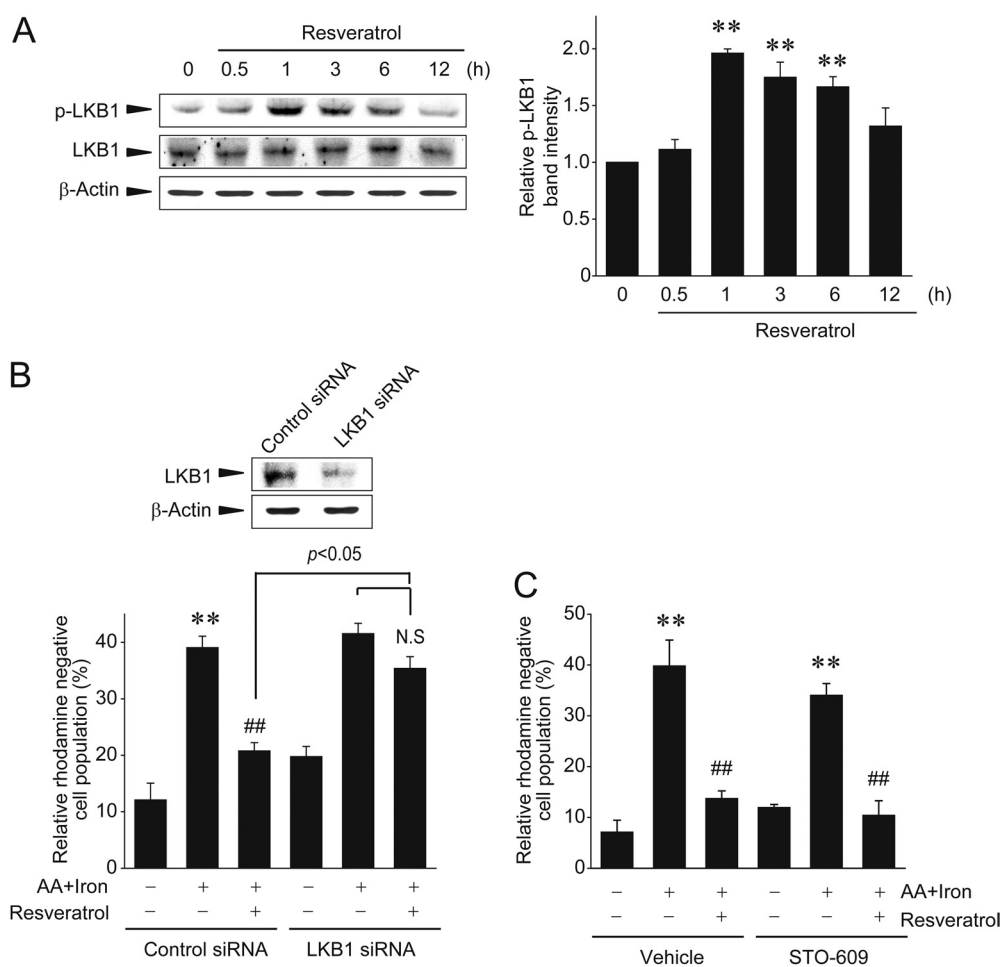 A
Resveratrol
0 0.5 1 3 6 12 (h)
p-LKB1
LKB1
β-Actin
Relative p-LKB1
band intensity
2.0
1.5
1.0
0.5
0
** ** **
0 0.5 1 3 6 12 (h)
Resveratrol
B
Control siRNA
LKB1 siRNA
LKB1
β-Actin
p<0.05
Relative rhodamine negative
cell population (%)
40
30
20
10
0
**
##
N.S
– + + – + + AA+Iron
Resveratrol – – + – – +
Control siRNA LKB1 siRNA
C
Relative rhodamine negative
cell population (%)
50
40
30
20
10
0
**
##
**
##
– + + – + + AA+Iron
– – + – – + Resveratrol
Vehicle STO-609